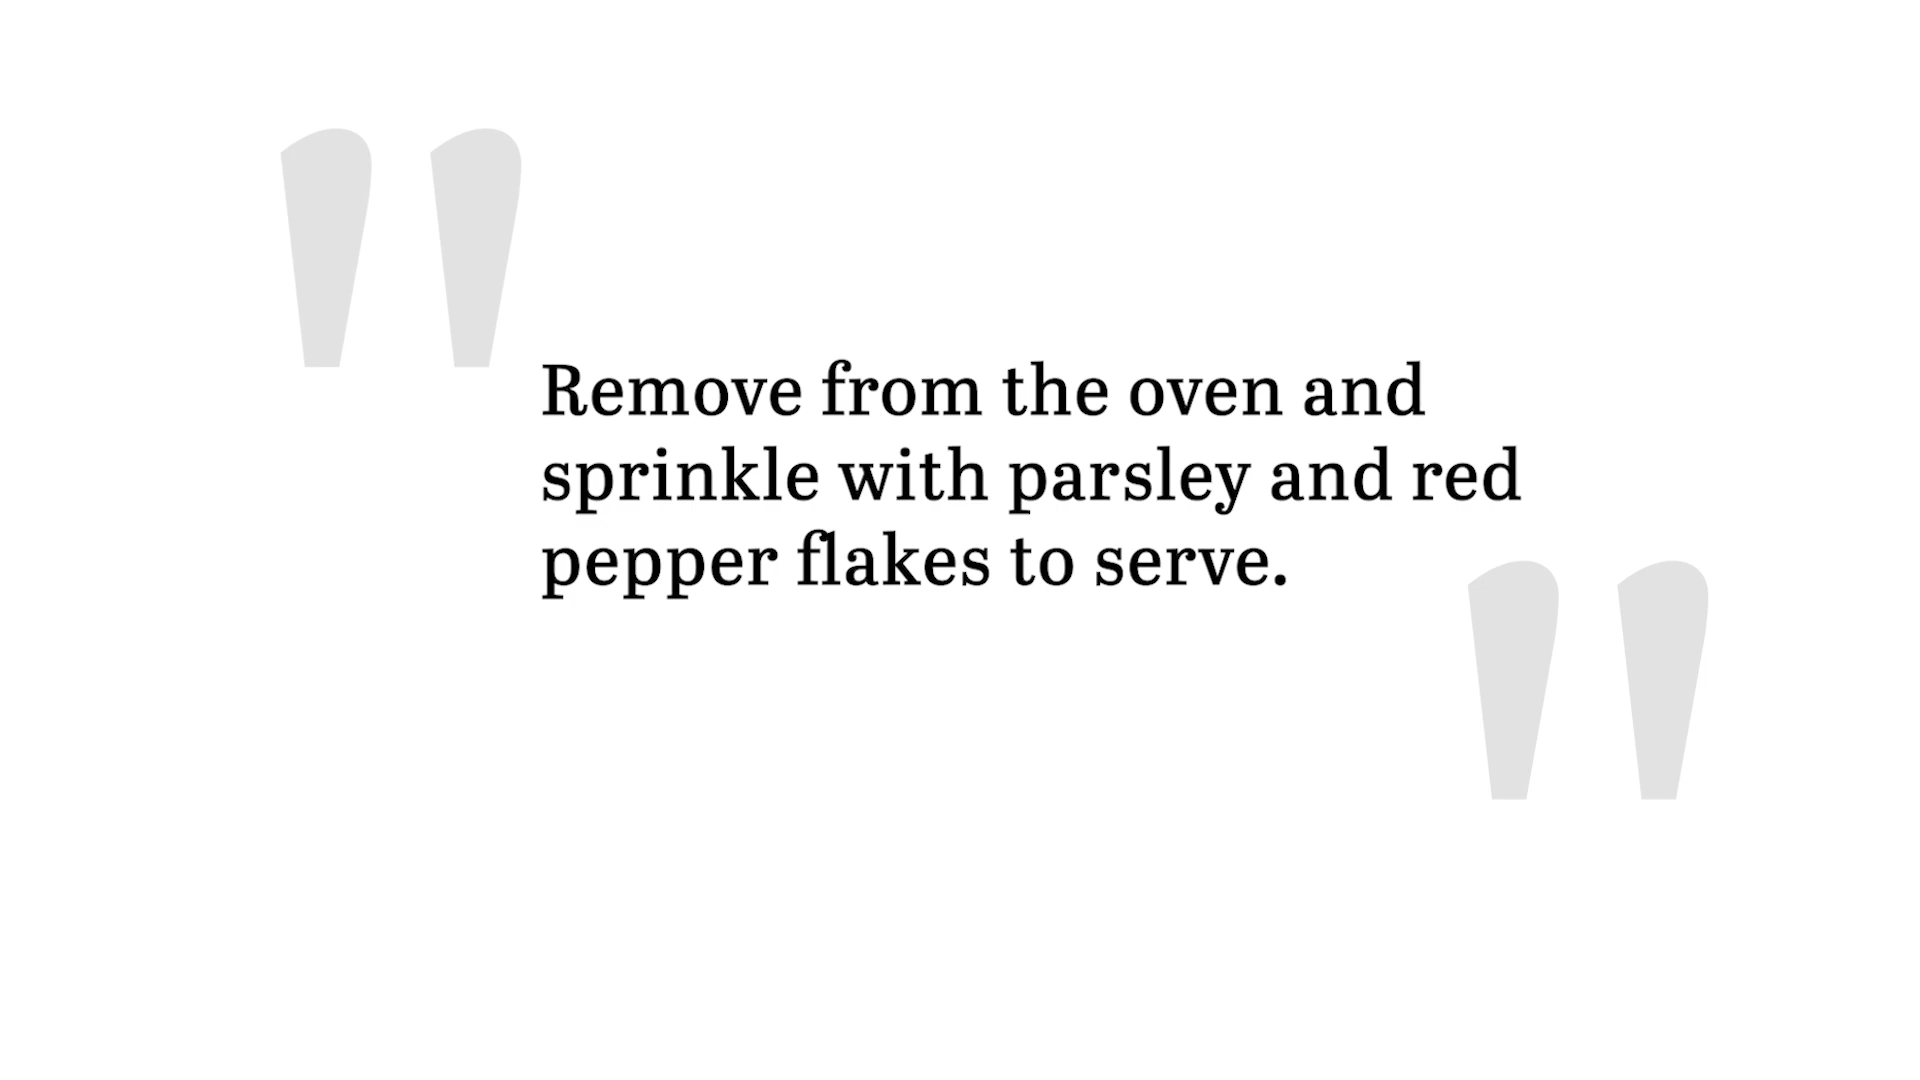 "
Remove from the oven and
sprinkle with parsley and red
pepper flakes to serve.
"